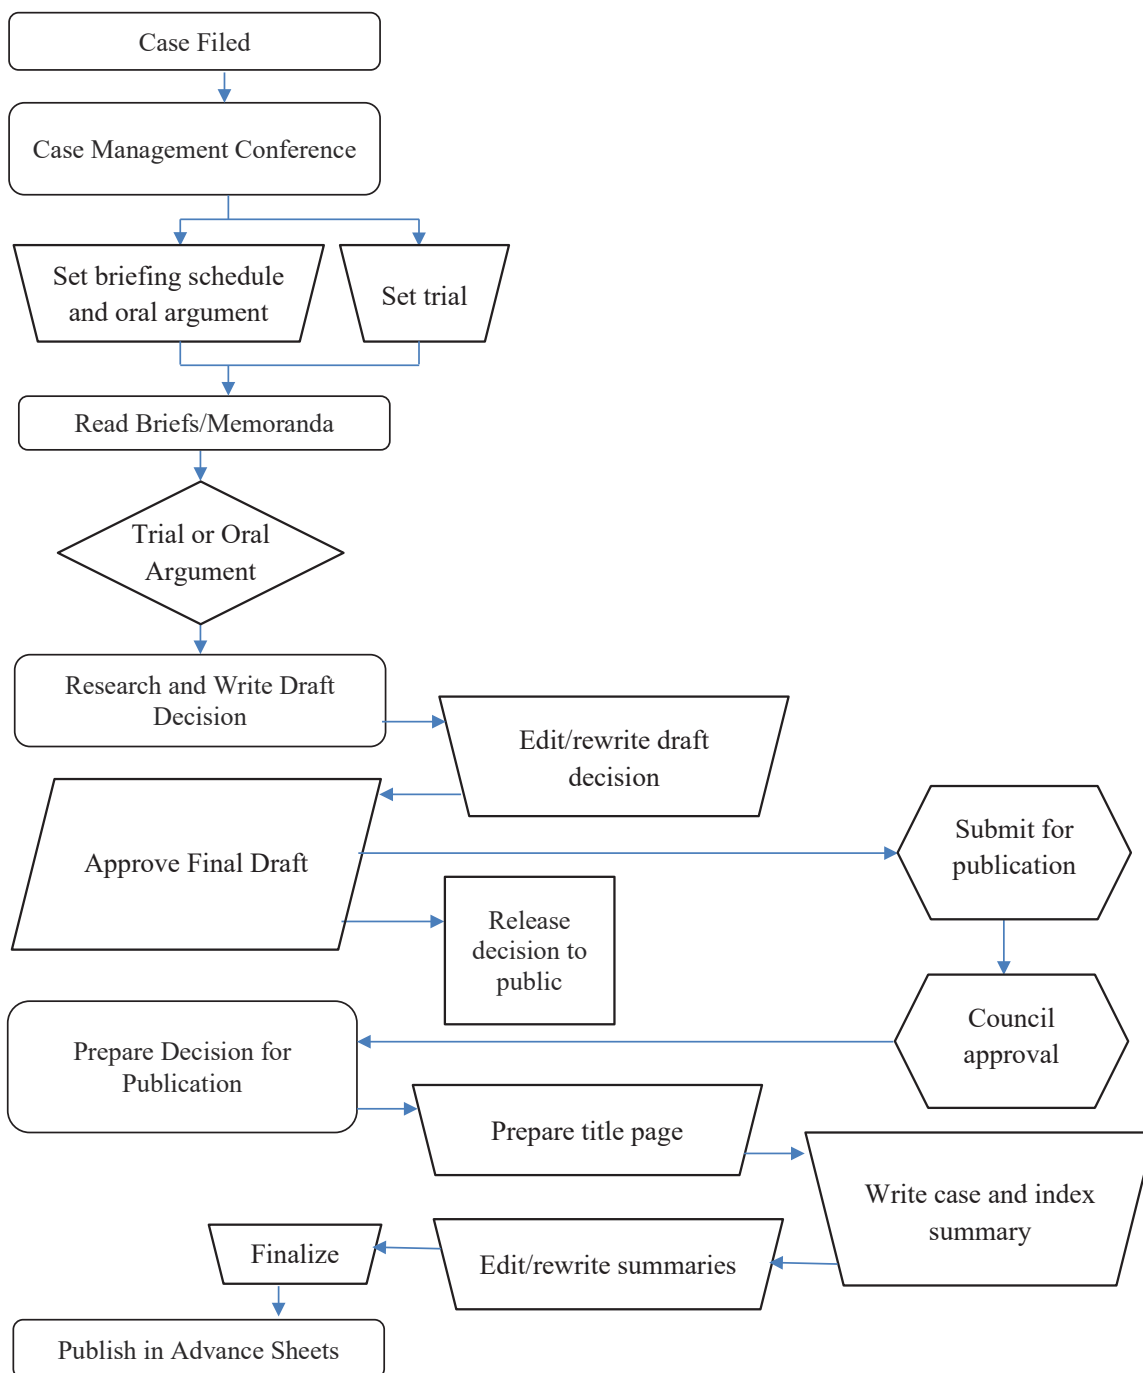 Case Filed
Case Management Conference
Set briefing schedule
and oral argument
Set trial
Read Briefs/Memoranda
Trial or Oral
Argument
Research and Write Draft
Decision
Edit/rewrite draft
decision
Approve Final Draft
Submit for
publication
Release
decision to
public
Council
approval
Prepare Decision for
Publication
Prepare title page
Write case and index
summary
Edit/rewrite summaries
Finalize
Publish in Advance Sheets